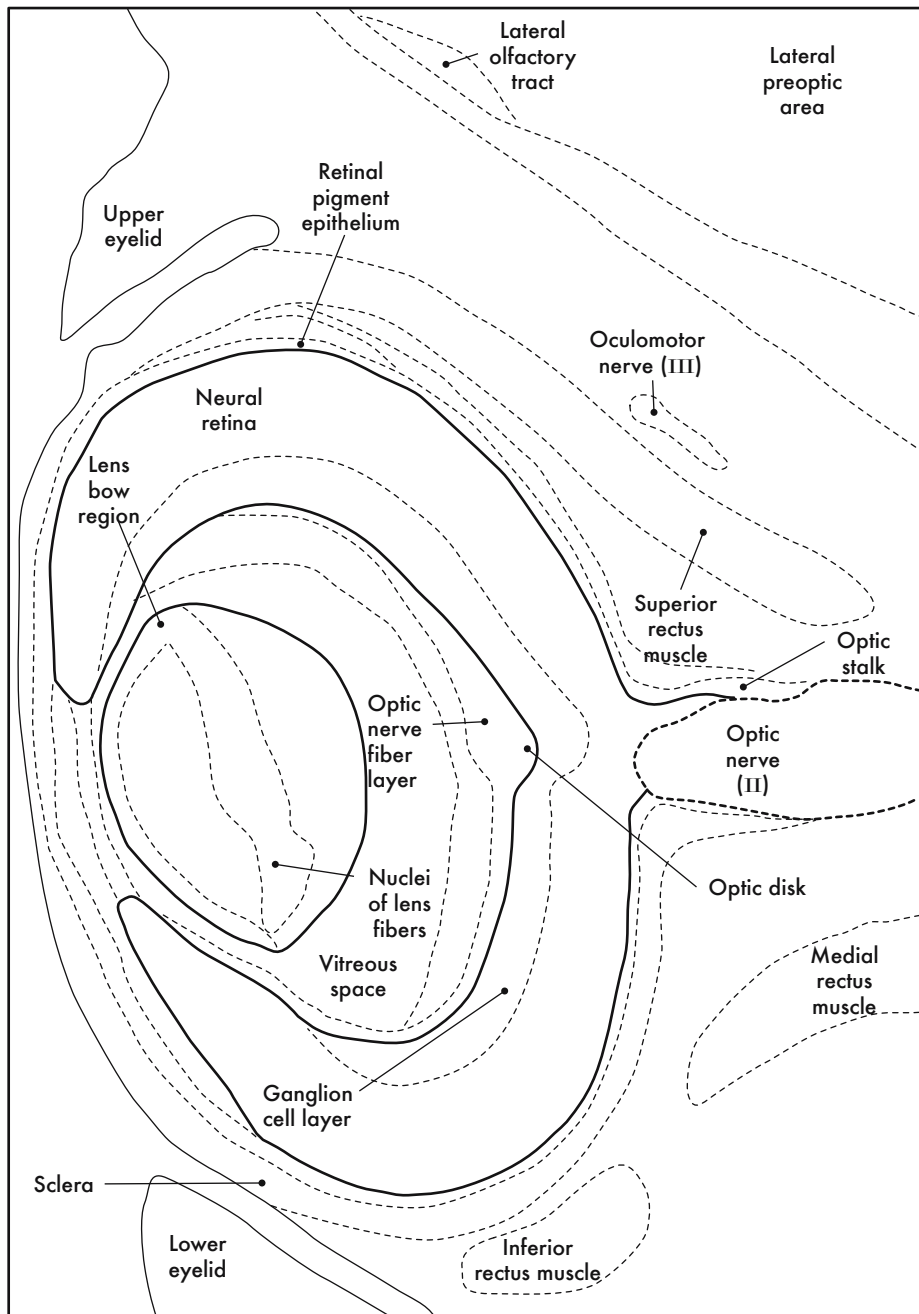 Lateral
olfactory
tract
Lateral
preoptic
area
Retinal
pigment
epithelium
Upper
eyelid
Oculomotor
nerve (III)
Neural
retina
Lens
bow
region
Superior
rectus
muscle
Optic
stalk
Optic
nerve
fiber
layer
Optic
nerve
(II)
Nuclei
of lens
fibers
Optic disk
Vitreous
space
Medial
rectus
muscle
Ganglion
cell layer
Sclera
Lower
eyelid
Inferior
rectus muscle